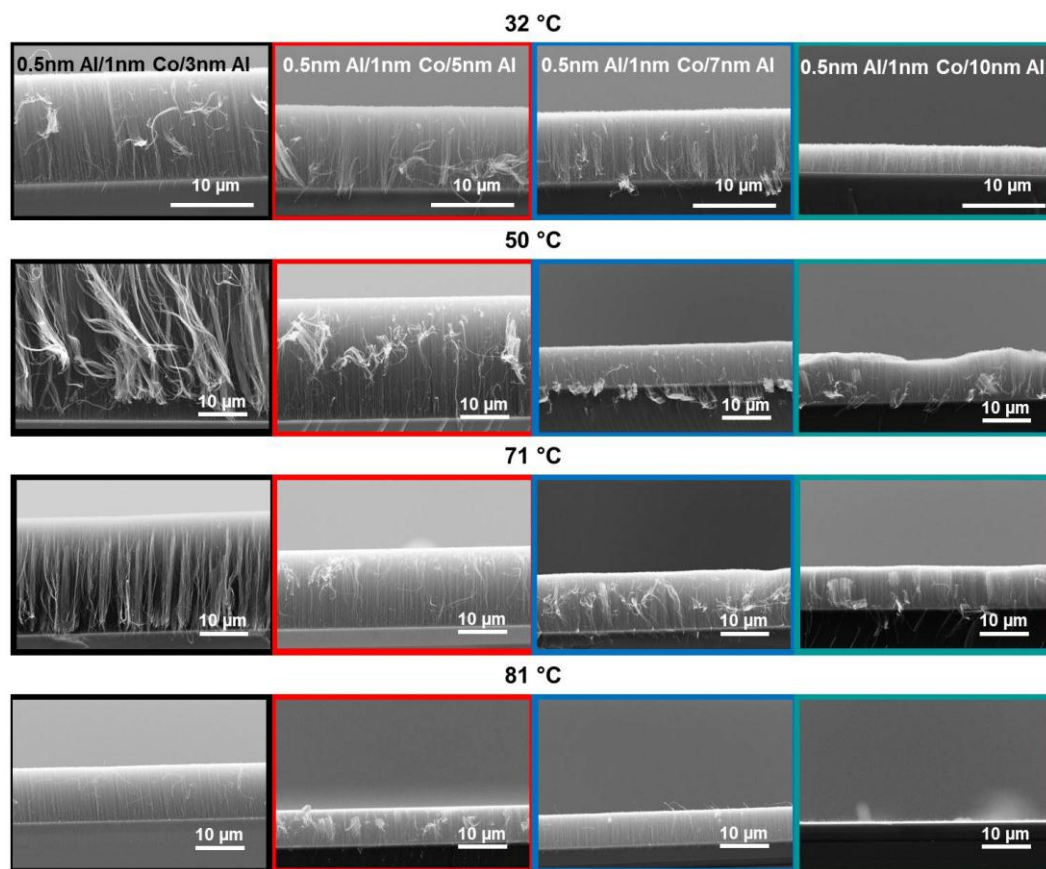 32 °C
0.5nm Al/1nm Co/3nm Al
0.5nm Al/1nm Co/5nm Al
0.5nm Al/1nm Co/7nm Al
0.5nm Al/1nm Co/10nm Al
10 µm
10 µm
10 µm
10 µm
50 °C
10 µm
10 µm
10 µm
10 µm
71 °C
10 µm
10 µm
10 µm
10 µm
81 °C
10 µm
10 µm
10 µm
10 µm